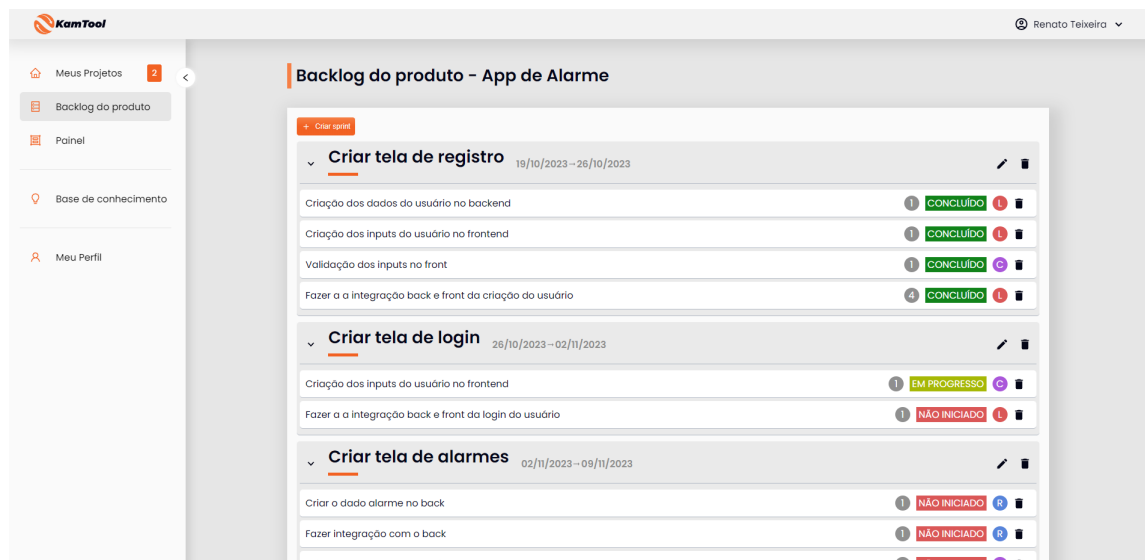 KamTool
Renato Teixeira
Meus Projetos 2
Backlog do produto
Painel
Base de conhecimento
Meu Perfil
Backlog do produto - App de Alarme
+ Criar sprint
Criar tela de registro 19/10/2023→26/10/2023
Criação dos dados do usuário no backend 1 CONCLUÍDO L
Criação dos inputs do usuário no frontend 1 CONCLUÍDO L
Validação dos inputs no front 1 CONCLUÍDO C
Fazer a a integração back e front da criação do usuário 4 CONCLUÍDO L
Criar tela de login 26/10/2023→02/11/2023
Criação dos inputs do usuário no frontend 1 EM PROGRESSO C
Fazer a a integração back e front da login do usuário 1 NÃO INICIADO L
Criar tela de alarmes 02/11/2023→09/11/2023
Criar o dado alarme no back 1 NÃO INICIADO R
Fazer integração com o back 1 NÃO INICIADO R